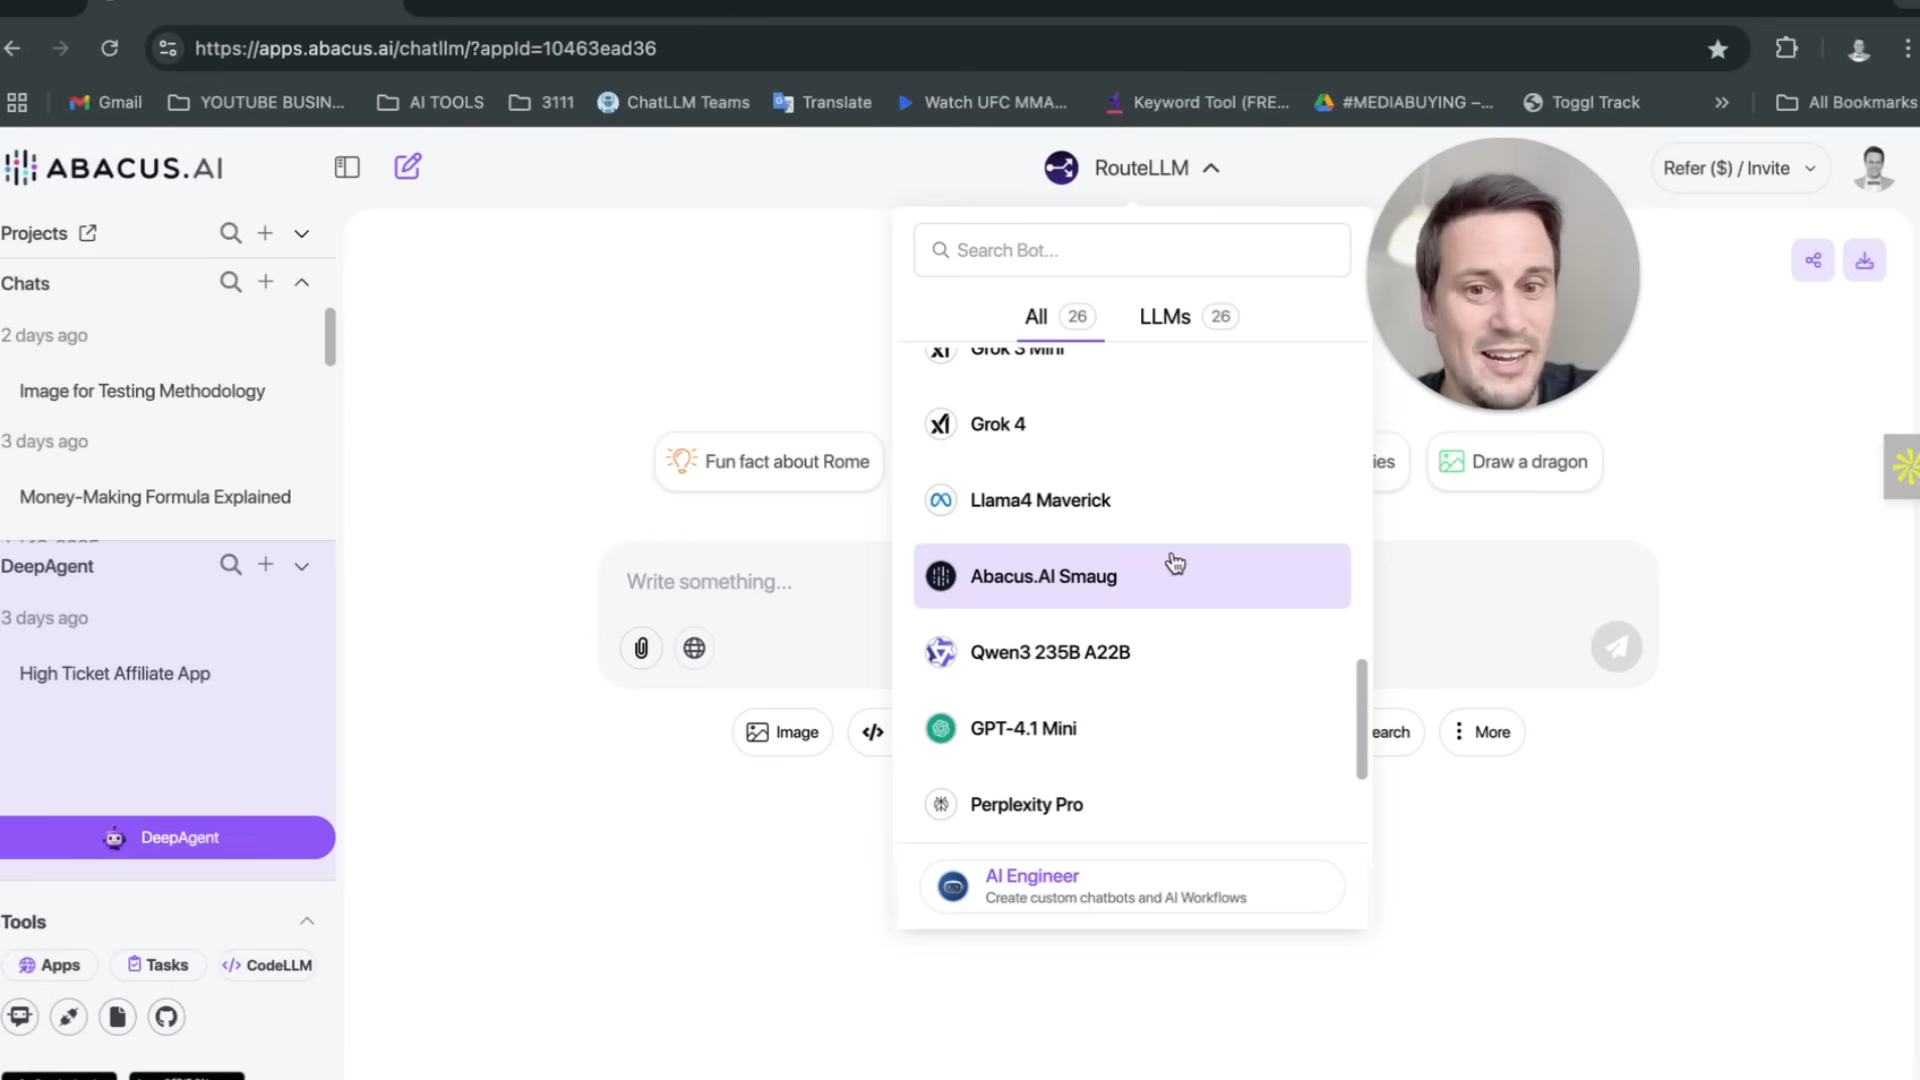 https://apps.abacus.ai/chatllm/?appId=10463ead36
Gmail
YOUTUBE BUSIN...
AI TOOLS
3111
ChatLLM Teams
Translate
Watch UFC MMA...
Keyword Tool (FRE...
#MEDIABUYING –...
Toggl Track
»
All Bookmarks
ABACUS.AI
RouteLLM
Refer ($) / Invite
Projects
Chats
2 days ago
Image for Testing Methodology
3 days ago
Money-Making Formula Explained
DeepAgent
3 days ago
High Ticket Affiliate App
DeepAgent
Tools
Apps
Tasks
CodeLLM
Search Bot...
All 26
LLMs 26
Grok 3 Mini
Grok 4
Llama4 Maverick
Abacus.AI Smaug
Qwen3 235B A22B
GPT-4.1 Mini
Perplexity Pro
AI Engineer
Create custom chatbots and AI Workflows
Fun fact about Rome
ies
Draw a dragon
Write something...
Image
earch
More